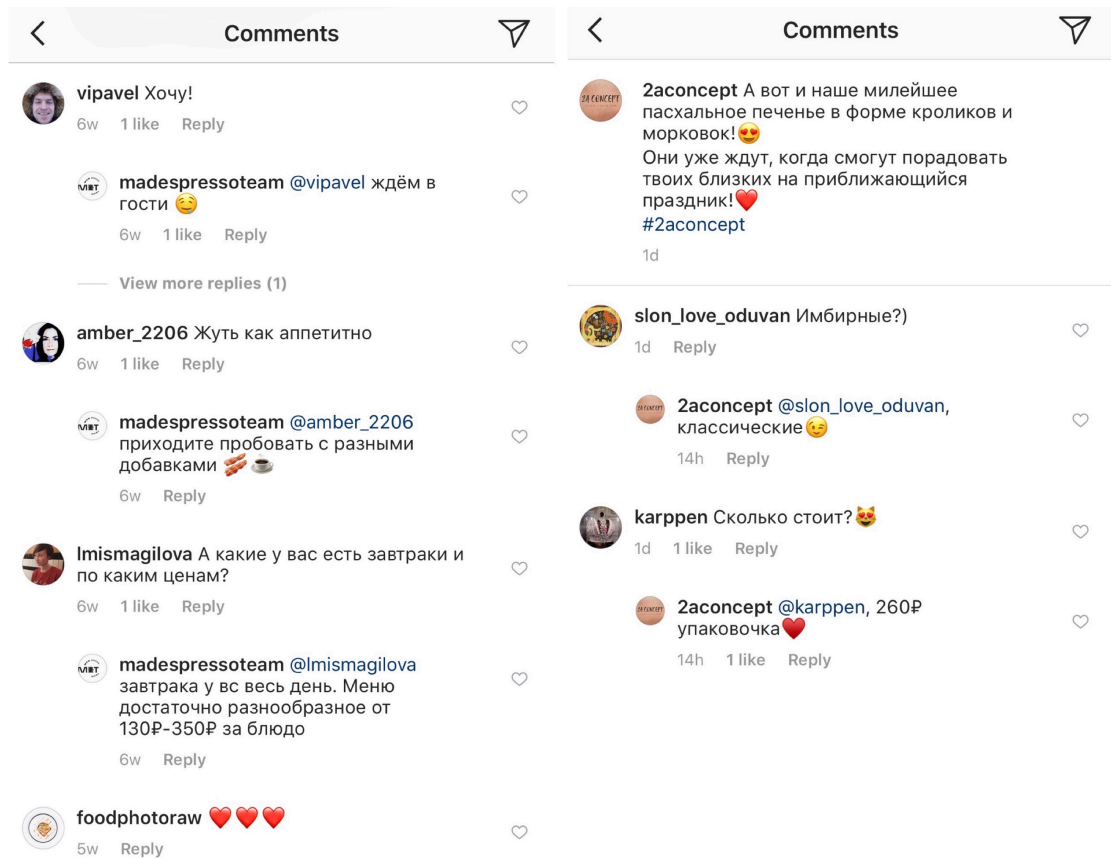 Comments
vipavel Хочу!
6w 1 like Reply
madespressoteam @vipavel ждём в
гости 🤤
6w 1 like Reply
View more replies (1)
amber_2206 Жуть как аппетитно
6w 1 like Reply
madespressoteam @amber_2206
приходите пробовать с разными
добавками 🥓☕
6w Reply
lmismagilova А какие у вас есть завтраки и
по каким ценам?
6w 1 like Reply
madespressoteam @lmismagilova
завтрака у вс весь день. Меню
достаточно разнообразное от
130₽-350₽ за блюдо
6w Reply
foodphotoraw ❤️❤️❤️
5w Reply
Comments
2A CONCEPT
2aconcept А вот и наше милейшее
пасхальное печенье в форме кроликов и
морковок!😍
Они уже ждут, когда смогут порадовать
твоих близких на приближающийся
праздник!❤️
#2aconcept
1d
slon_love_oduvan Имбирные?)
1d Reply
2aconcept @slon_love_oduvan,
классические😉
14h Reply
karppen Сколько стоит?😻
1d 1 like Reply
2aconcept @karppen, 260₽
упаковочка♥️
14h 1 like Reply